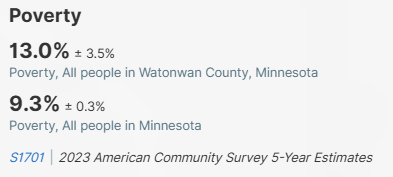 Poverty
13.0% ± 3.5%
Poverty, All people in Watonwan County, Minnesota
9.3% ± 0.3%
Poverty, All people in Minnesota
S1701 | 2023 American Community Survey 5-Year Estimates